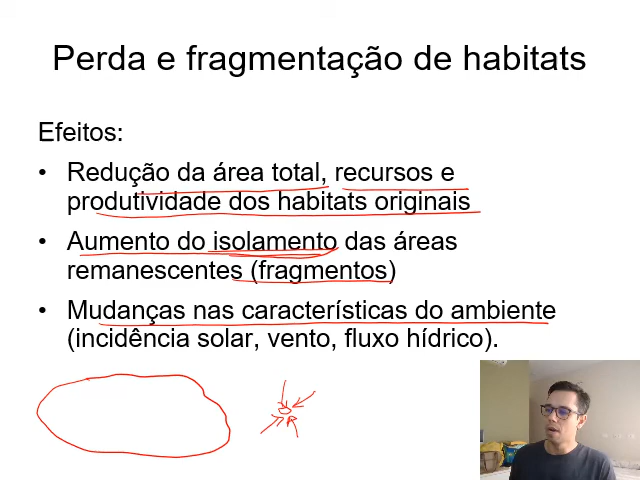 Perda e fragmentação de habitats
Efeitos:
• Redução da área total, recursos e
produtividade dos habitats originais
• Aumento do isolamento das áreas
remanescentes (fragmentos)
• Mudanças nas características do ambiente
(incidência solar, vento, fluxo hídrico).